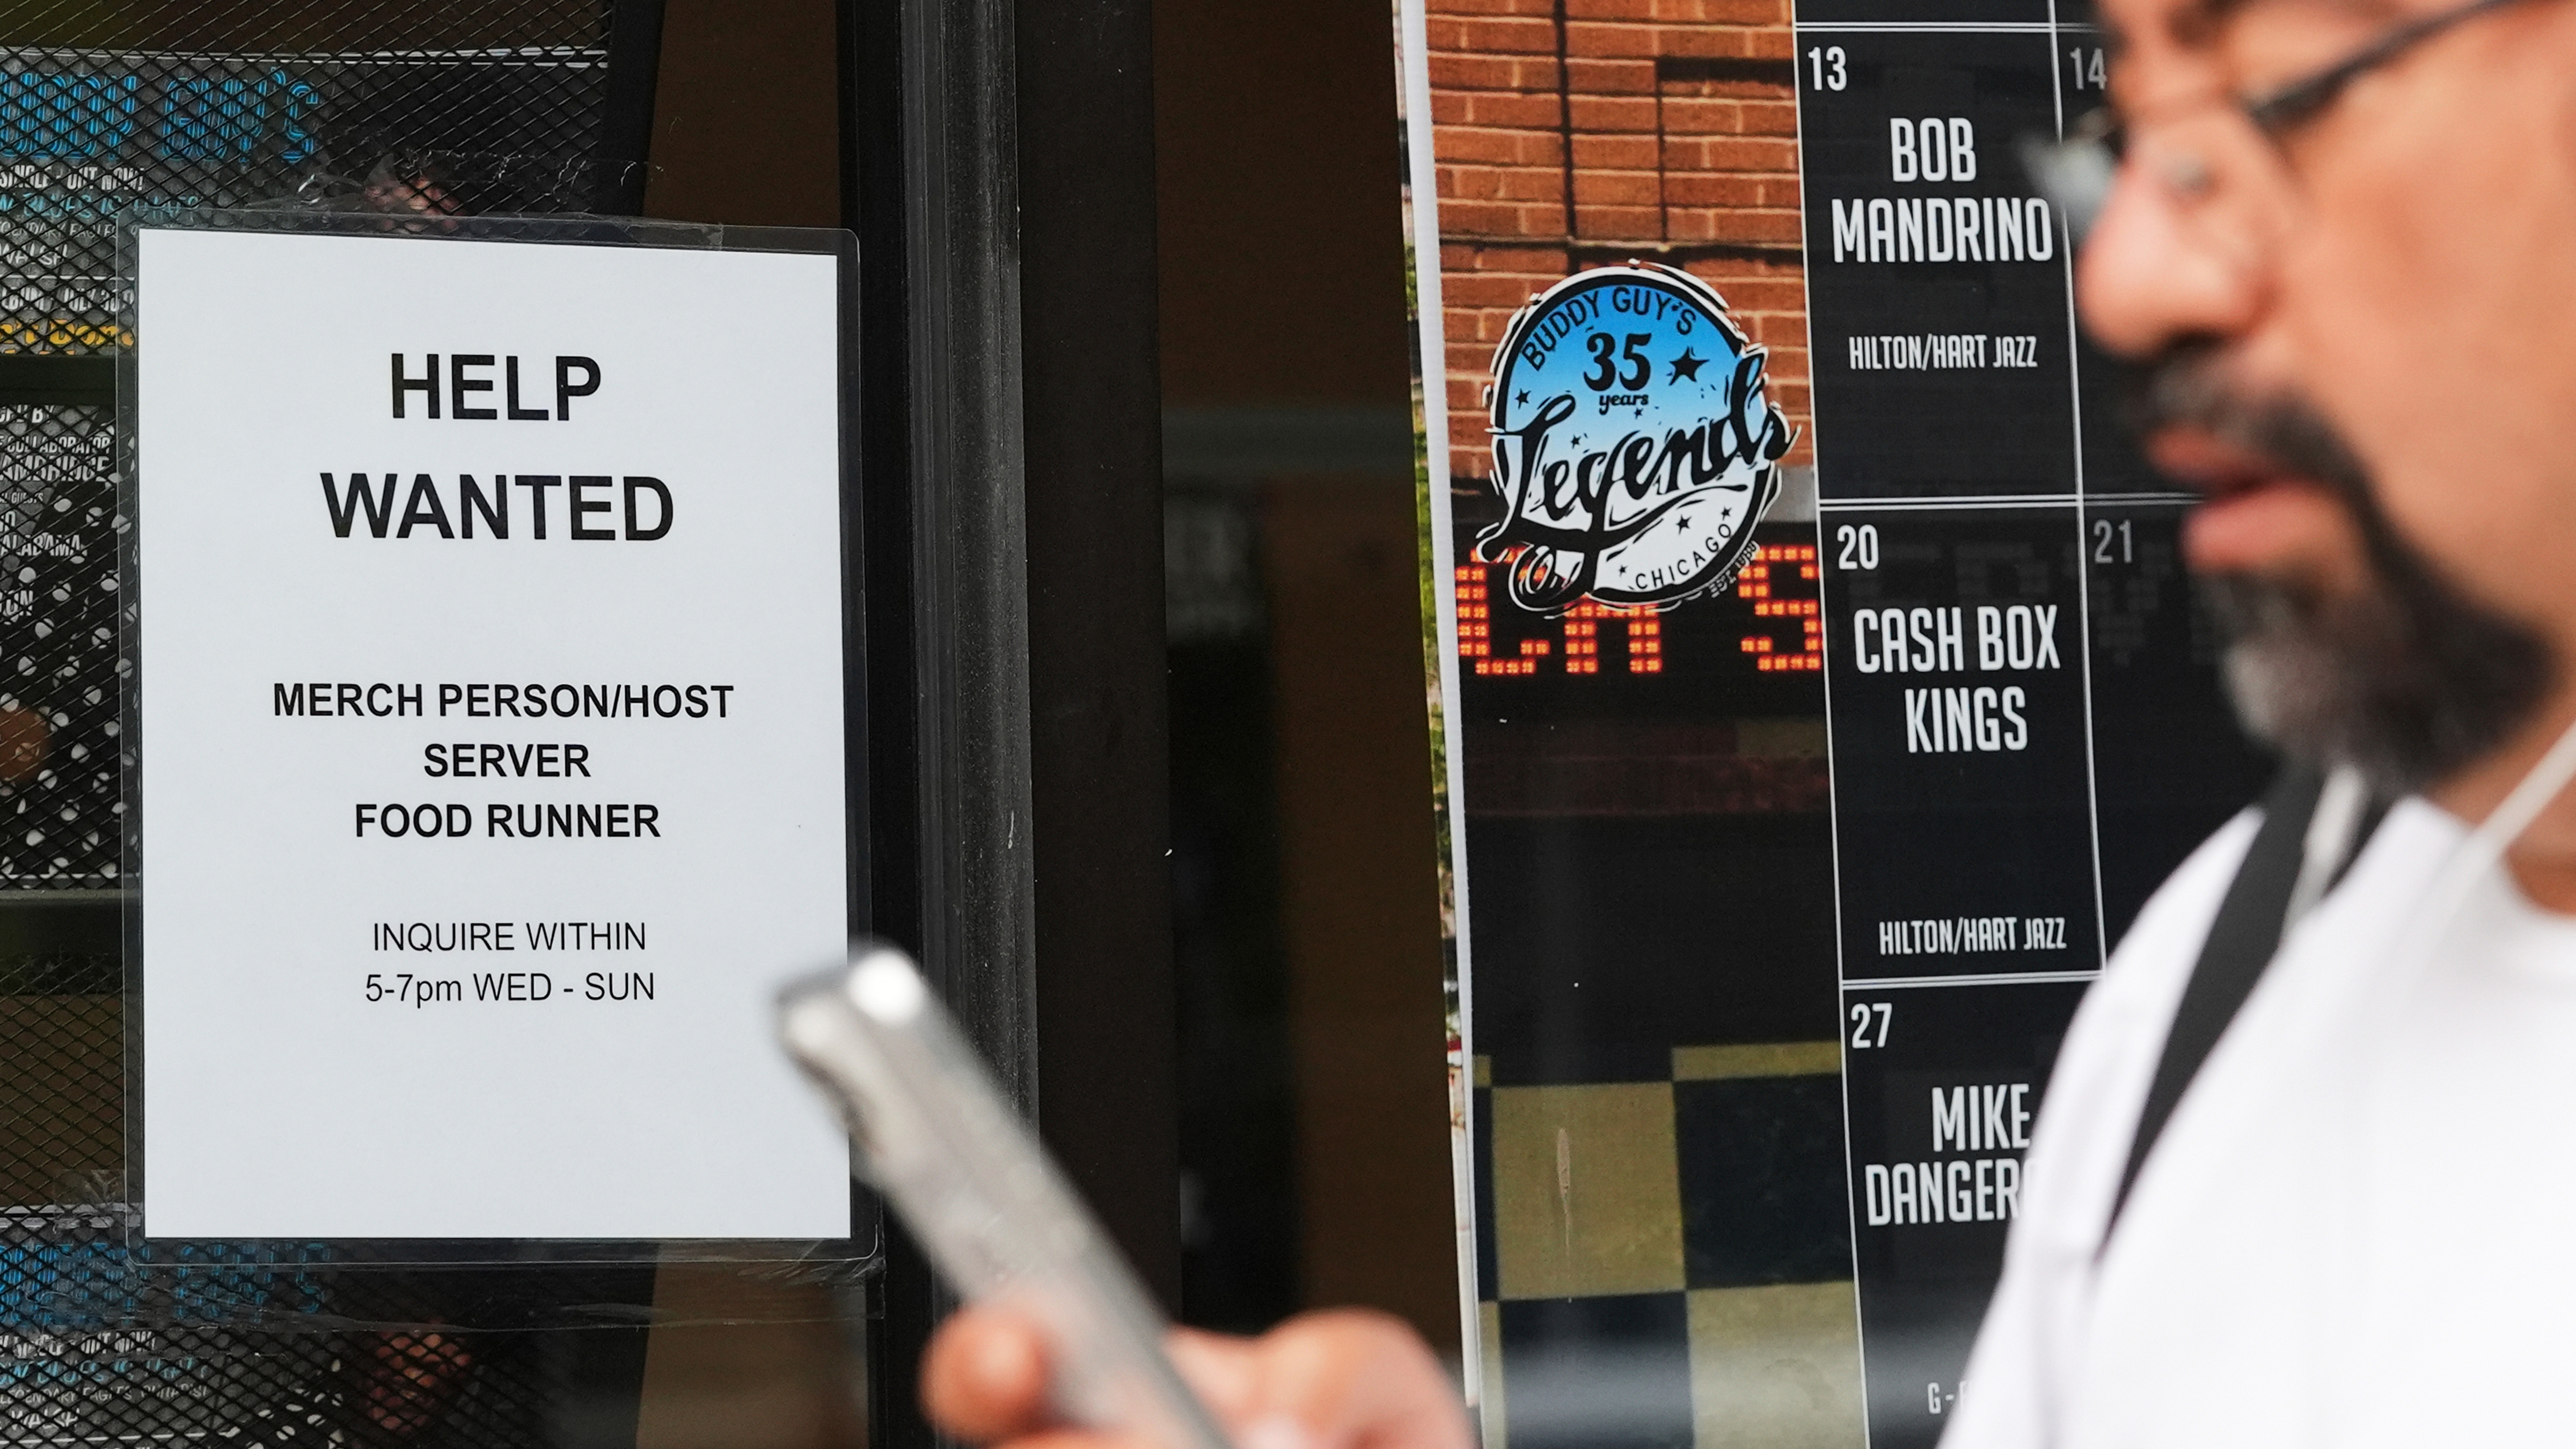 GUY'S
HELP
WANTED
MERCH PERSON/HOST
SERVER
FOOD RUNNER
INQUIRE WITHIN
5-7pm WED - SUN
BUDDY GUY'S
35
years
Legends
CHICAGO
13
BOB
MANDRINO
HILTON/HART JAZZ
14
20
CASH BOX
KINGS
HILTON/HART JAZZ
21
27
MIKE